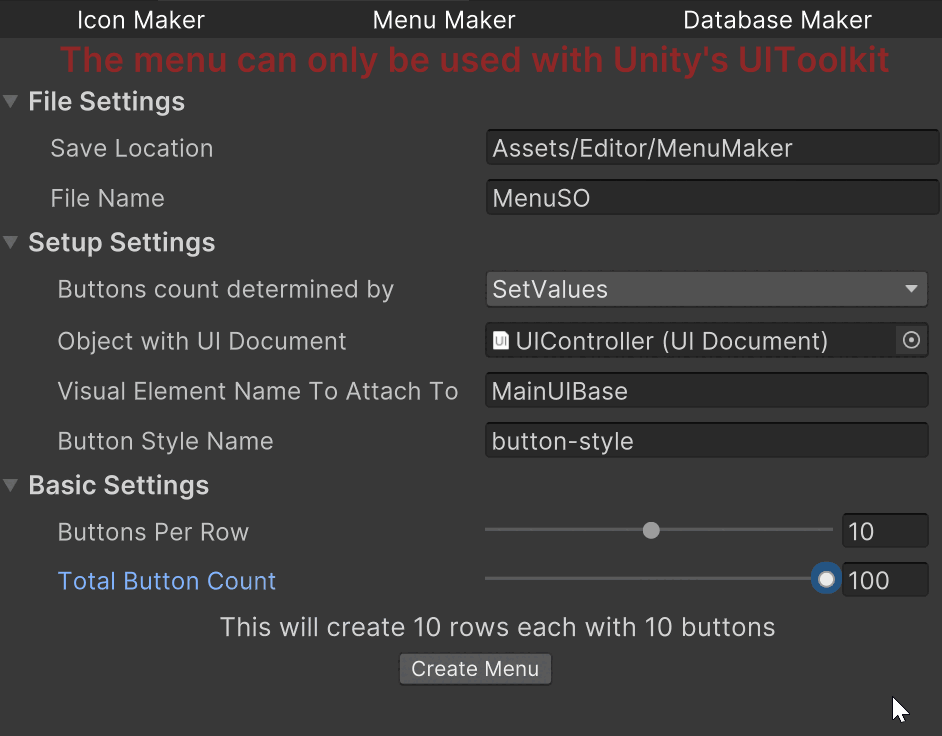 Icon Maker Menu Maker Database Maker
The menu can only be used with Unity's UIToolkit
File Settings
Save Location Assets/Editor/MenuMaker
File Name MenuSO
Setup Settings
Buttons count determined by SetValues
Object with UI Document UIController (UI Document)
Visual Element Name To Attach To MainUIBase
Button Style Name button-style
Basic Settings
Buttons Per Row 10
Total Button Count 100
This will create 10 rows each with 10 buttons
Create Menu